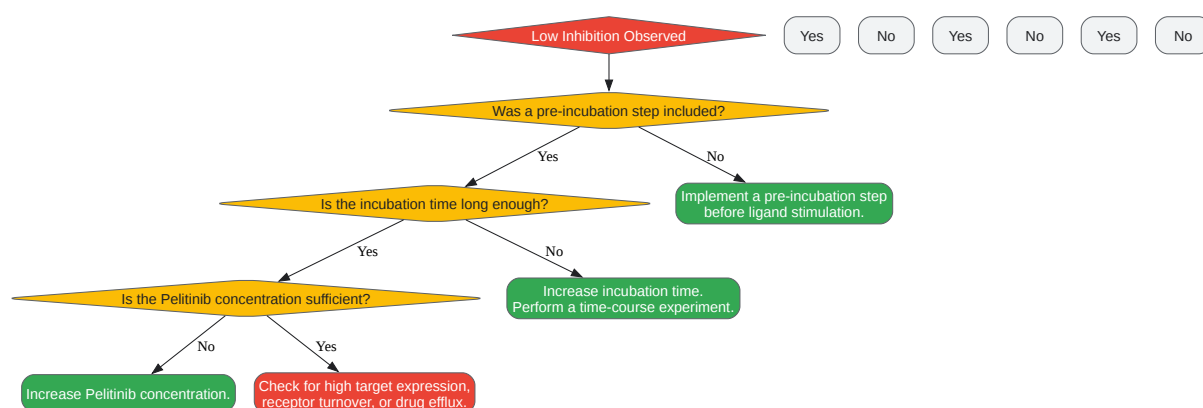 Low Inhibition Observed
Yes
No
Yes
No
Yes
No
Was a pre-incubation step included?
Yes
No
Is the incubation time long enough?
Implement a pre-incubation step
before ligand stimulation.
Yes
No
Is the Pelitinib concentration sufficient?
Increase incubation time.
Perform a time-course experiment.
No
Yes
Increase Pelitinib concentration.
Check for high target expression,
receptor turnover, or drug efflux.